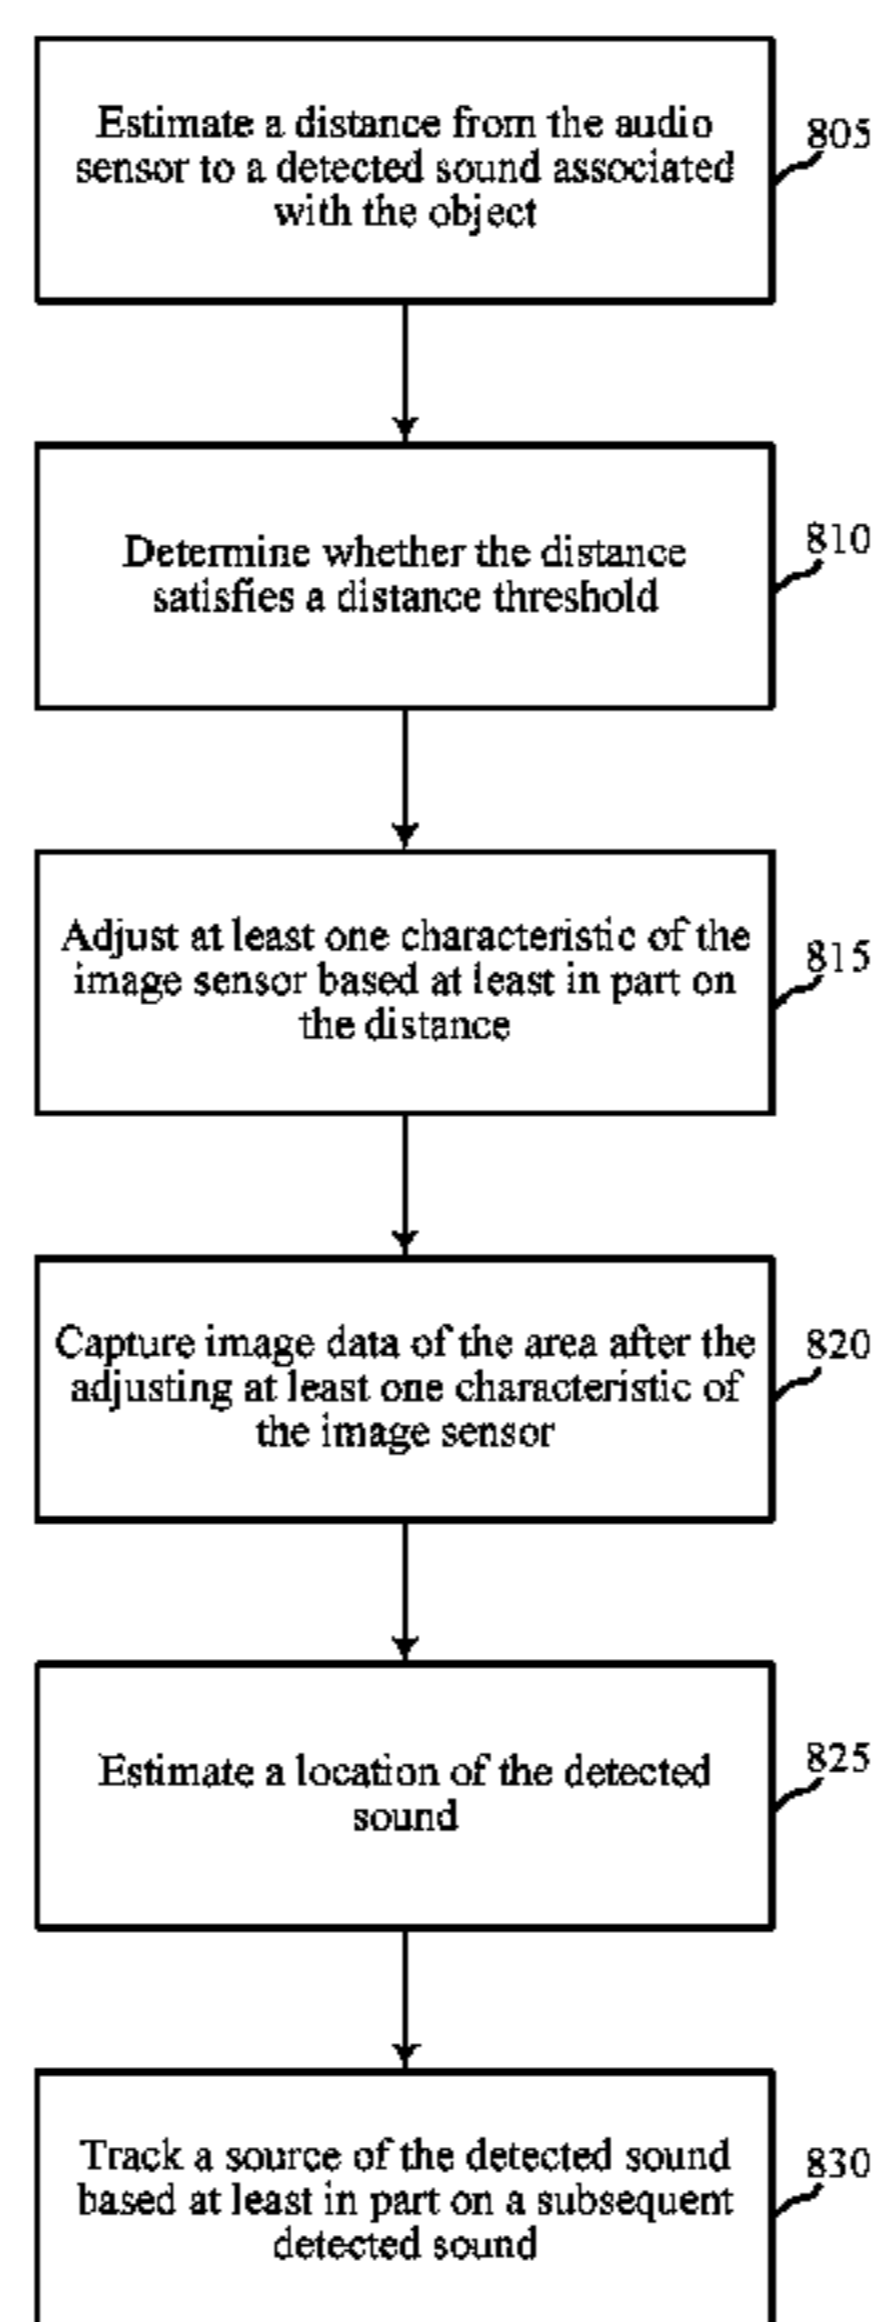 Estimate a distance from the audio
sensor to a detected sound associated
with the object
805
Determine whether the distance
satisfies a distance threshold
810
Adjust at least one characteristic of the
image sensor based at least in part on
the distance
815
Capture image data of the area after the
adjusting at least one characteristic of
the image sensor
820
Estimate a location of the detected
sound
825
Track a source of the detected sound
based at least in part on a subsequent
detected sound
830